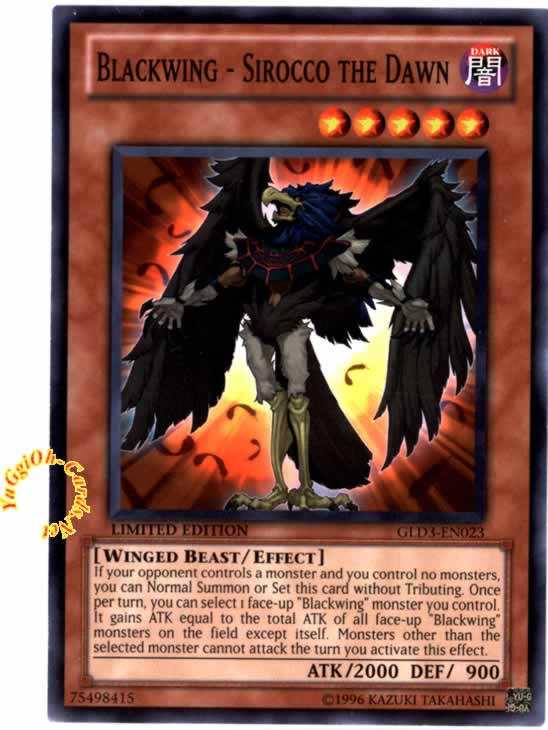 BLACKWING - SIROCCO THE DAWN
DARK
闇
LIMITED EDITION
GLD3-EN023
[WINGED BEAST/EFFECT]
If your opponent controls a monster and you control no monsters,
you can Normal Summon or Set this card without Tributing. Once
per turn, you can select 1 face-up "Blackwing" monster you control.
It gains ATK equal to the total ATK of all face-up "Blackwing"
monsters on the field except itself. Monsters other than the
selected monster cannot attack the turn you activate this effect.
ATK/2000 DEF/ 900
75498415
©1996 KAZUKI TAKAHASHI
YuGgiOh-Cards.Net